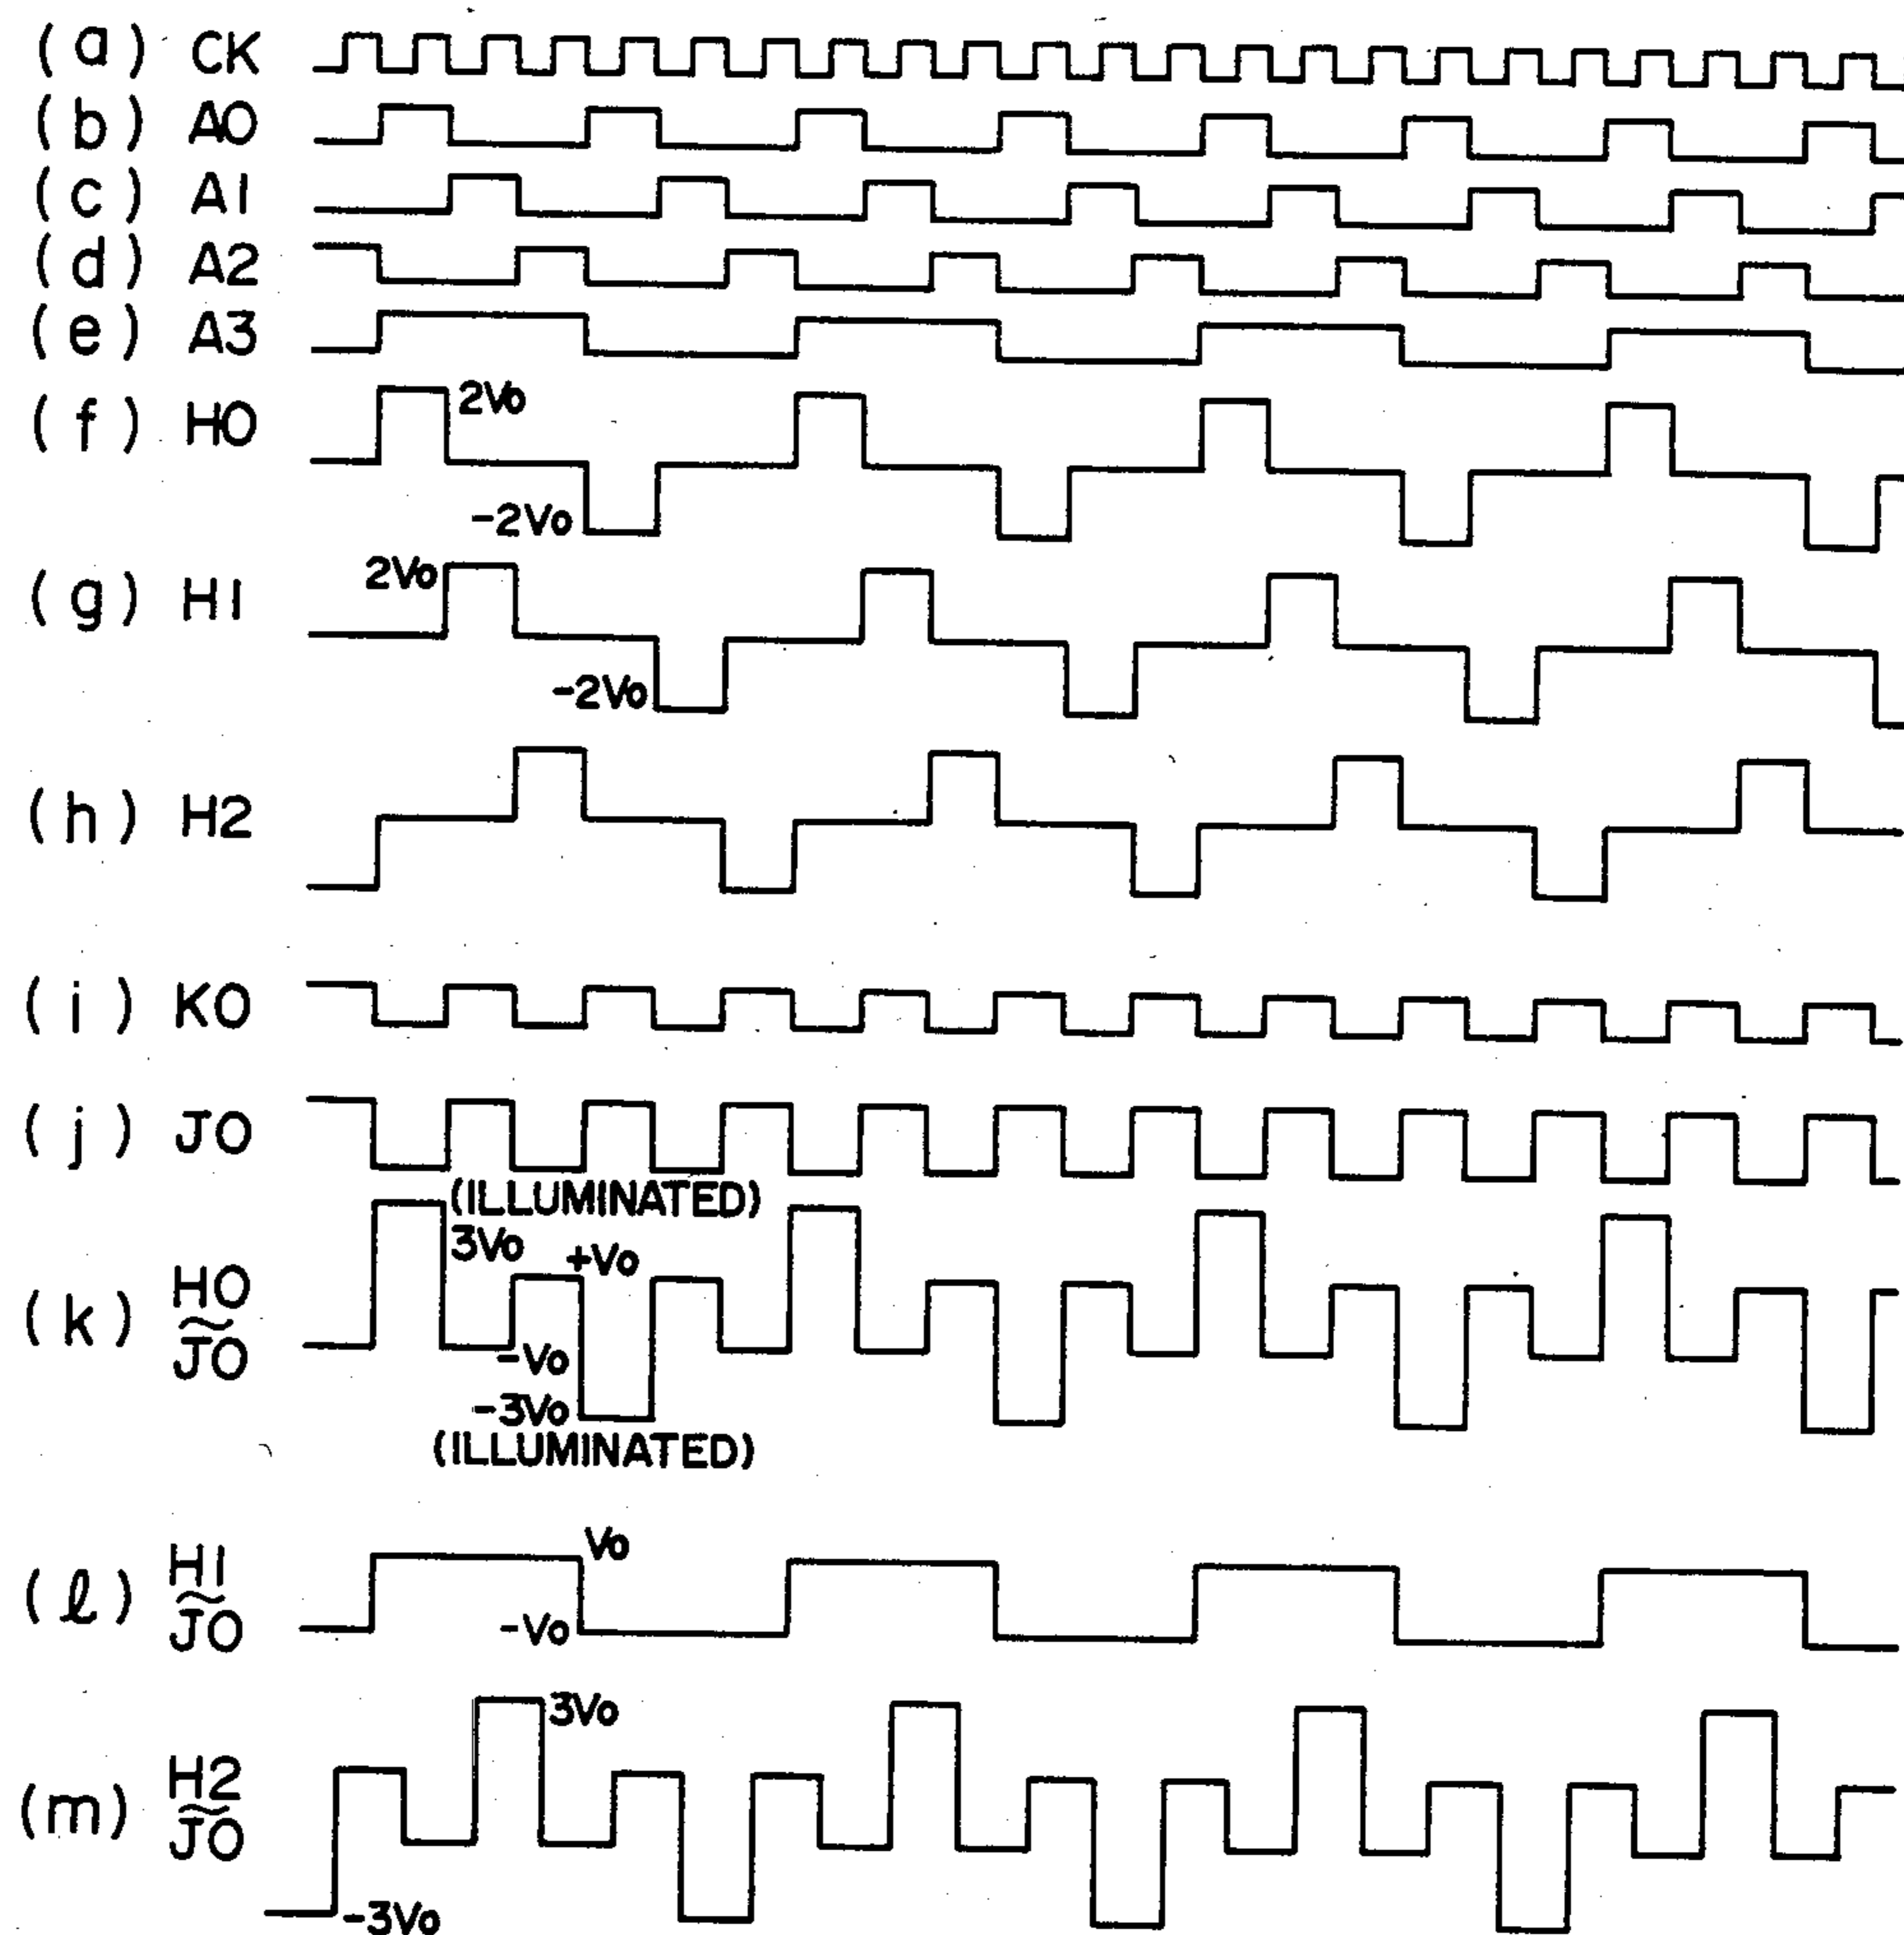 (a) CK
(b) A0
(c) A1
(d) A2
(e) A3
(f) H0
2Vo
-2Vo
(g) H1
2Vo
-2Vo
(h) H2
(i) K0
(j) J0
(ILLUMINATED)
(k) H0
~
J0
3Vo
+Vo
-Vo
-3Vo
(ILLUMINATED)
(ℓ) H1
~
J0
Vo
-Vo
(m) H2
~
J0
3Vo
-3Vo